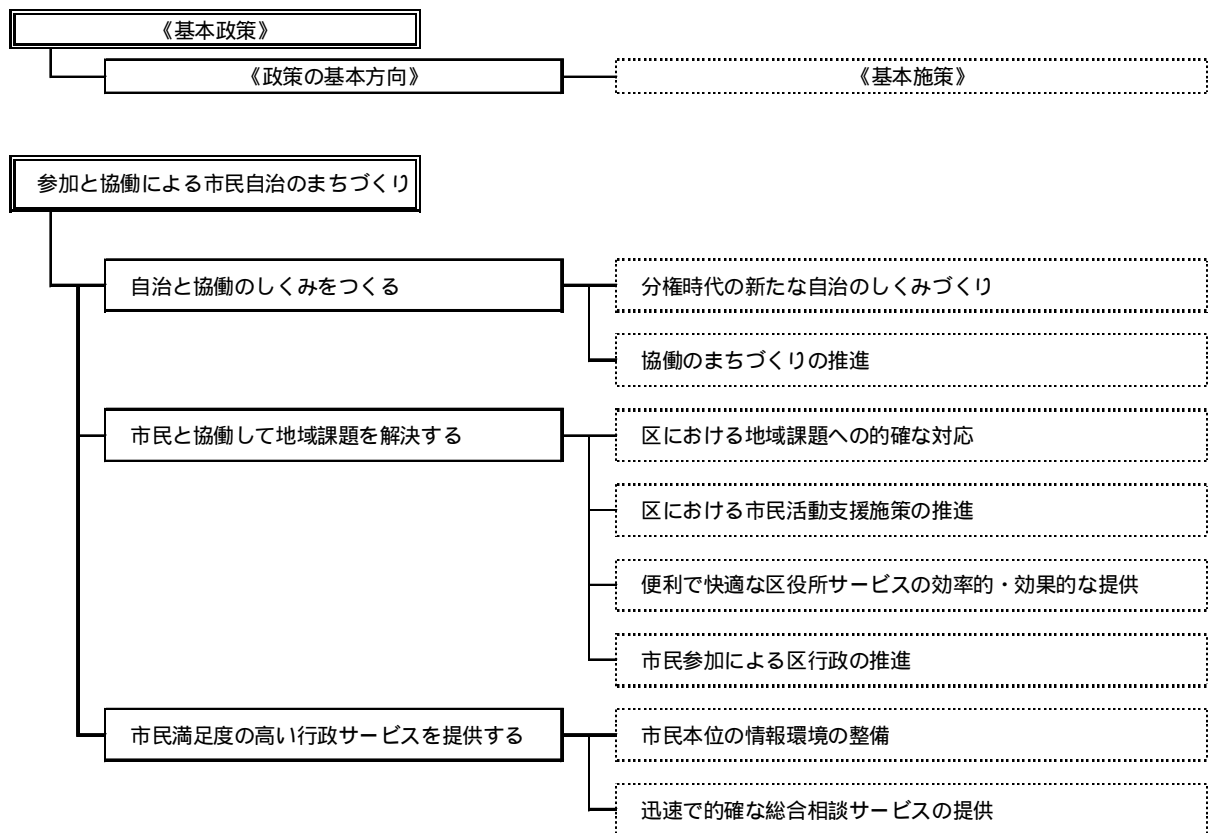 《基本政策》
《政策の基本方向》
《基本施策》
参加と協働による市民自治のまちづくり
自治と協働のしくみをつくる
分権時代の新たな自治のしくみづくり
協働のまちづくりの推進
市民と協働して地域課題を解決する
区における地域課題への的確な対応
区における市民活動支援施策の推進
便利で快適な区役所サービスの効率的・効果的な提供
市民参加による区行政の推進
市民満足度の高い行政サービスを提供する
市民本位の情報環境の整備
迅速で的確な総合相談サービスの提供